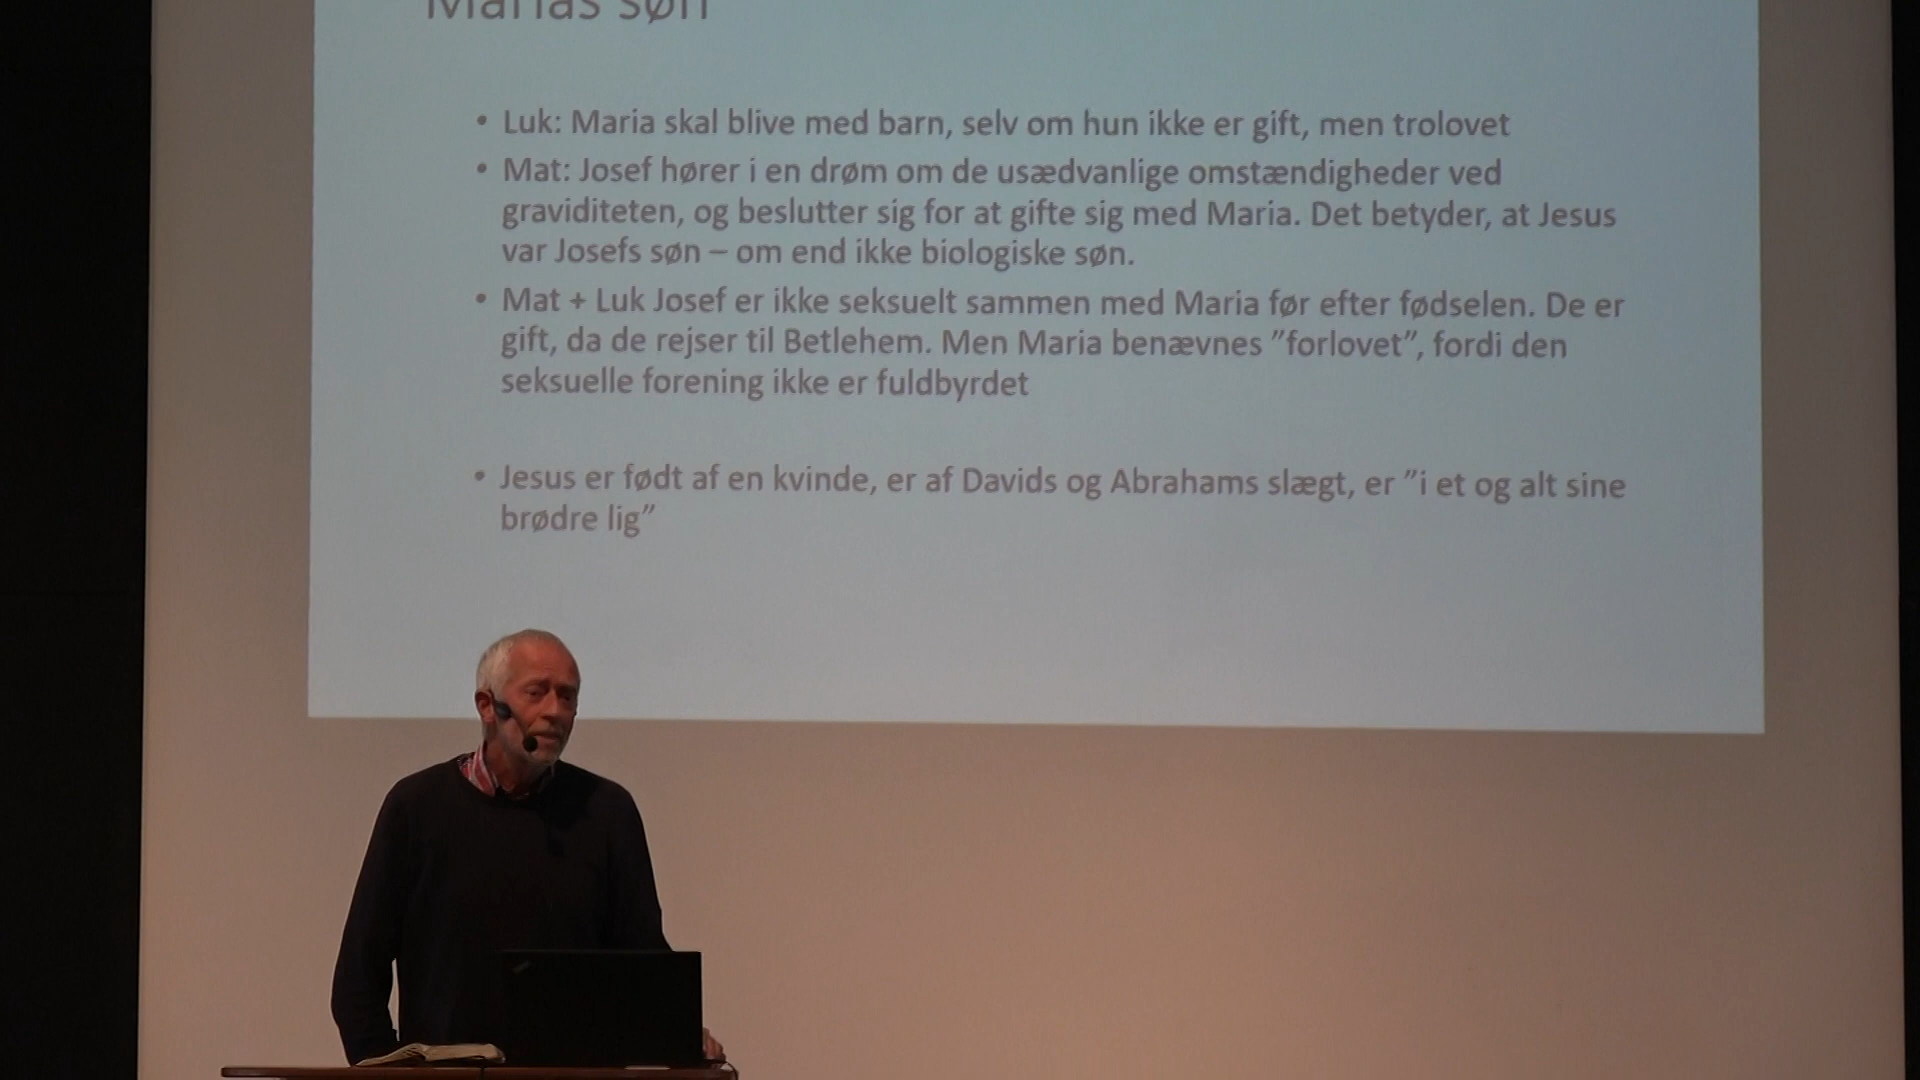 Marias søn
• Luk: Maria skal blive med barn, selv om hun ikke er gift, men trolovet
• Mat: Josef hører i en drøm om de usædvanlige omstændigheder ved
graviditeten, og beslutter sig for at gifte sig med Maria. Det betyder, at Jesus
var Josefs søn – om end ikke biologiske søn.
• Mat + Luk Josef er ikke seksuelt sammen med Maria før efter fødselen. De er
gift, da de rejser til Betlehem. Men Maria benævnes ”forlovet”, fordi den
seksuelle forening ikke er fuldbyrdet
• Jesus er født af en kvinde, er af Davids og Abrahams slægt, er ”i et og alt sine
brødre lig”